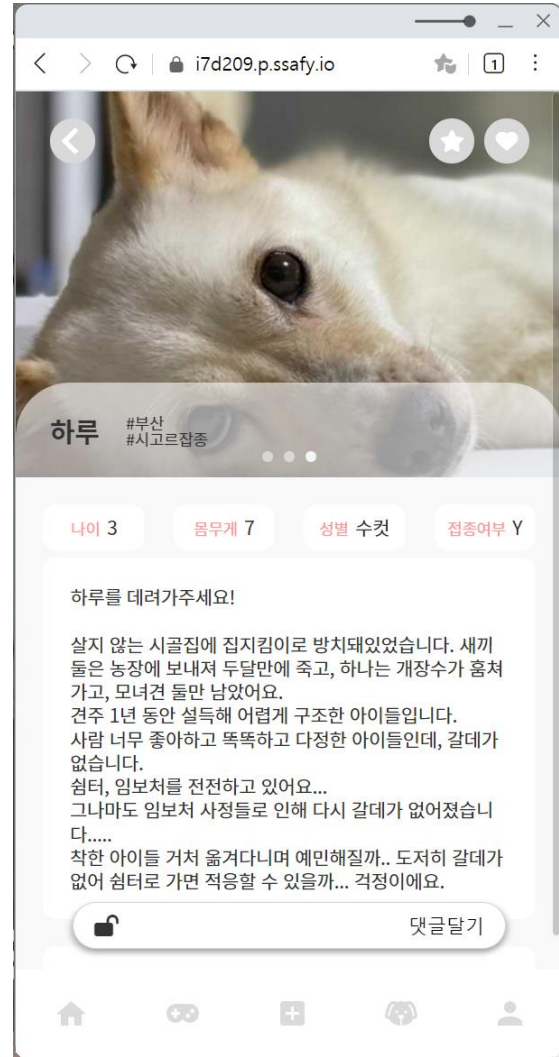 i7d209.p.ssafy.io
1
하루
#부산
#시고르잡종
나이 3
몸무게 7
성별 수컷
접종여부 Y
하루를 데려가주세요!
살지 않는 시골집에 집지킴이로 방치돼있었습니다. 새끼
둘은 농장에 보내져 두달만에 죽고, 하나는 개장수가 훔쳐
가고, 모녀견 둘만 남았어요.
견주 1년 동안 설득해 어렵게 구조한 아이들입니다.
사람 너무 좋아하고 똑똑하고 다정한 아이들인데, 갈데가
없습니다.
쉼터, 임보처를 전전하고 있어요...
그나마도 임보처 사정들로 인해 다시 갈데가 없어졌습니
다.....
착한 아이들 거처 옮겨다니며 예민해질까.. 도저히 갈데가
없어 쉼터로 가면 적응할 수 있을까... 걱정이에요.
댓글달기